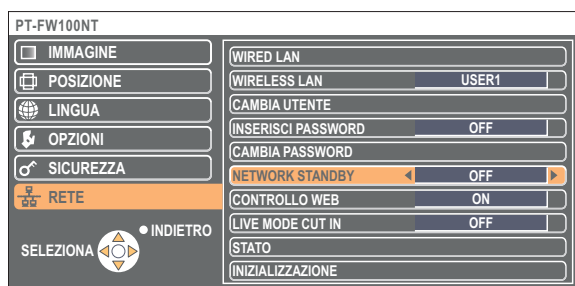 PT-FW100NT
IMMAGINE
POSIZIONE
LINGUA
OPZIONI
SICUREZZA
RETE
INDIETRO
SELEZIONA
WIRED LAN
WIRELESS LAN USER1
CAMBIA UTENTE
INSERISCI PASSWORD OFF
CAMBIA PASSWORD
NETWORK STANDBY OFF
CONTROLLO WEB ON
LIVE MODE CUT IN OFF
STATO
INIZIALIZZAZIONE